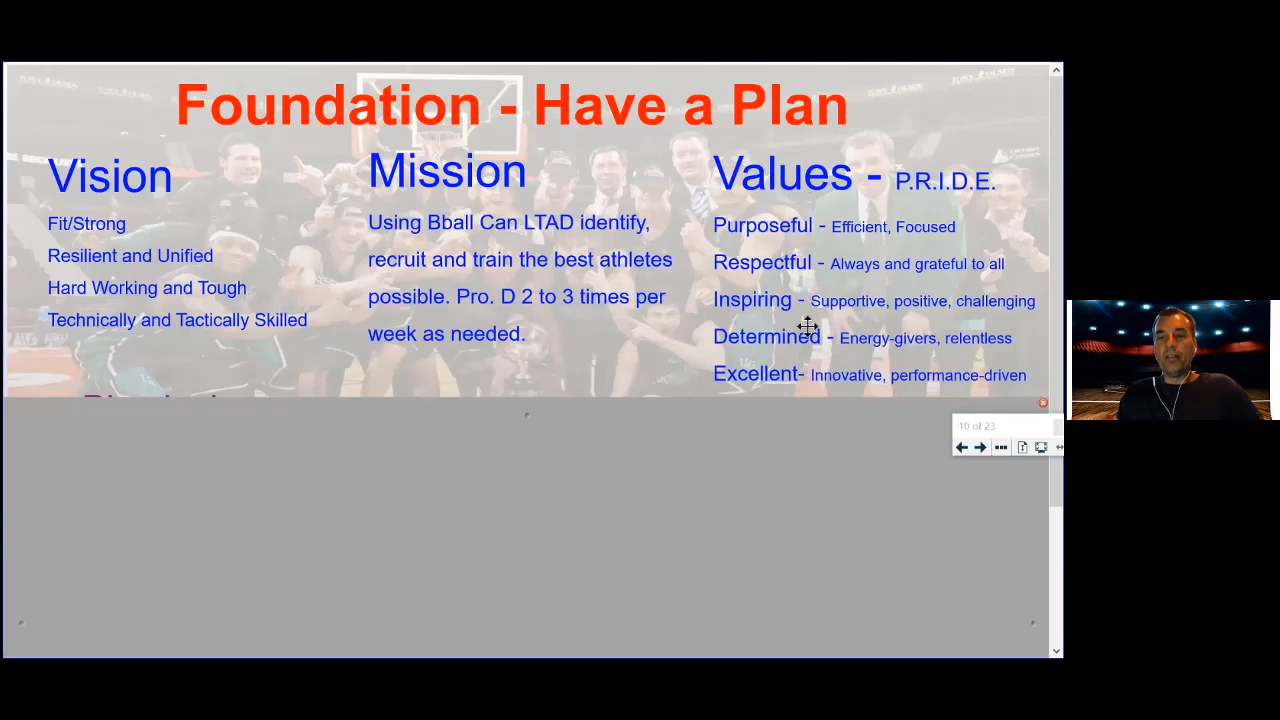 Foundation - Have a Plan
Vision
Fit/Strong
Resilient and Unified
Hard Working and Tough
Technically and Tactically Skilled
Mission
Using Bball Can LTAD identify,
recruit and train the best athletes
possible. Pro. D 2 to 3 times per
week as needed.
Values - P.R.I.D.E.
Purposeful - Efficient, Focused
Respectful - Always and grateful to all
Inspiring - Supportive, positive, challenging
Determined - Energy-givers, relentless
Excellent- Innovative, performance-driven
10 of 23